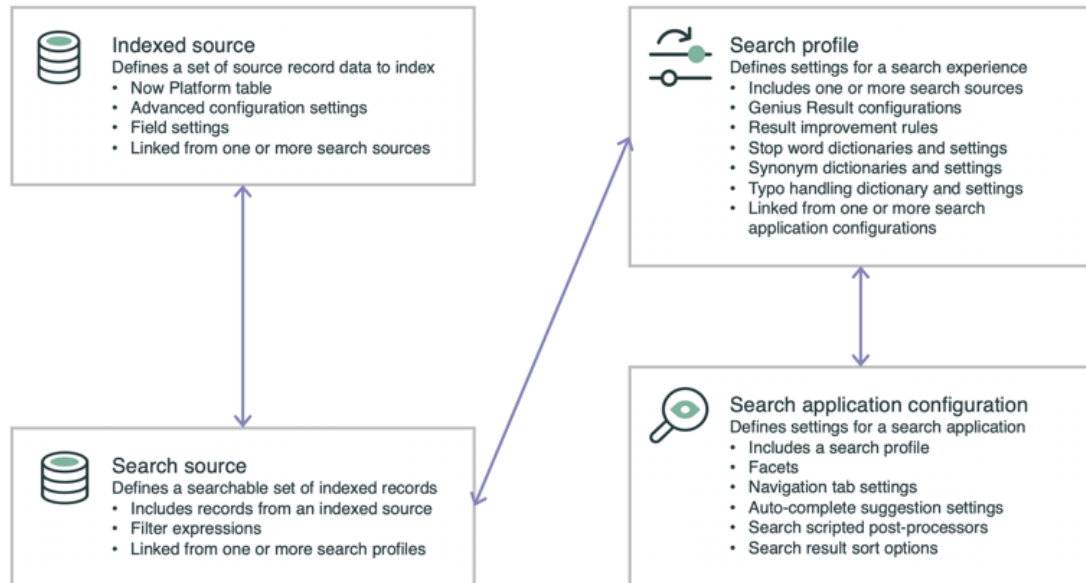 Indexed source
Defines a set of source record data to index
• Now Platform table
• Advanced configuration settings
• Field settings
• Linked from one or more search sources
Search source
Defines a searchable set of indexed records
• Includes records from an indexed source
• Filter expressions
• Linked from one or more search profiles
Search profile
Defines settings for a search experience
• Includes one or more search sources
• Genius Result configurations
• Result improvement rules
• Stop word dictionaries and settings
• Synonym dictionaries and settings
• Typo handling dictionary and settings
• Linked from one or more search
application configurations
Search application configuration
Defines settings for a search application
• Includes a search profile
• Facets
• Navigation tab settings
• Auto-complete suggestion settings
• Search scripted post-processors
• Search result sort options